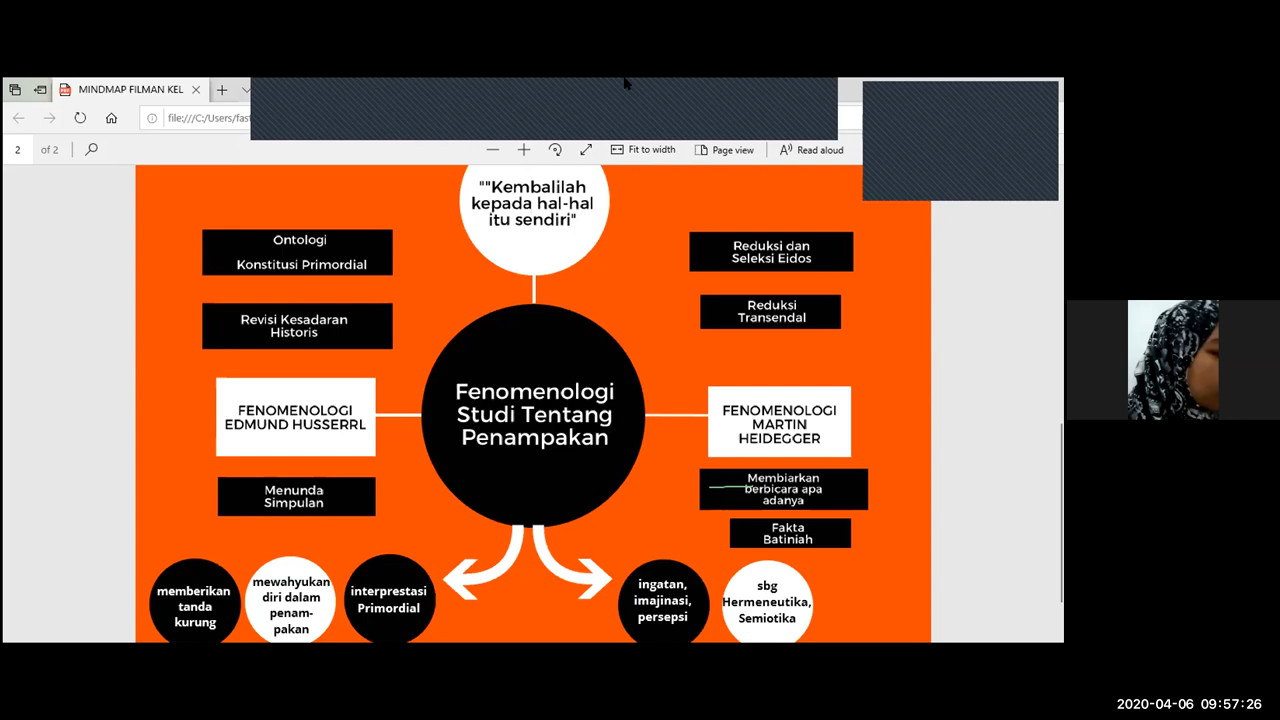 MINDMAP FILMAN KEL
file:///C:/Users/fast
2 of 2
Fit to width
Page view
Read aloud
""Kembalilah
kepada hal-hal
itu sendiri"
Ontologi
Konstitusi Primordial
Reduksi dan
Seleksi Eidos
Revisi Kesadaran
Historis
Reduksi
Transendal
Fenomenologi
Studi Tentang
Penampakan
FENOMENOLOGI
EDMUND HUSSERRL
FENOMENOLOGI
MARTIN
HEIDEGGER
Menunda
Simpulan
Membiarkan
berbicara apa
adanya
Fakta
Batiniah
memberikan
tanda
kurung
mewahyukan
diri dalam
penam-
pakan
interprestasi
Primordial
ingatan,
imajinasi,
persepsi
sbg
Hermeneutika,
Semiotika
2020-04-06 09:57:26